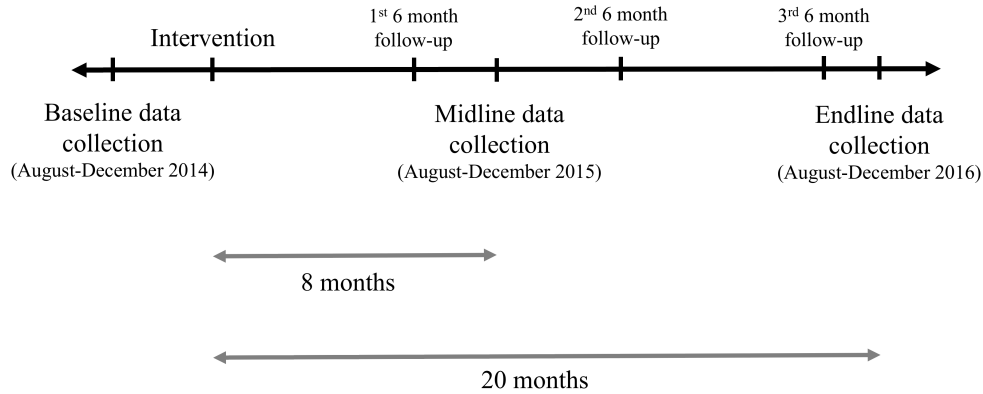 Intervention
1st 6 month
follow-up
2nd 6 month
follow-up
3rd 6 month
follow-up
Baseline data
collection
(August-December 2014)
Midline data
collection
(August-December 2015)
Endline data
collection
(August-December 2016)
8 months
20 months